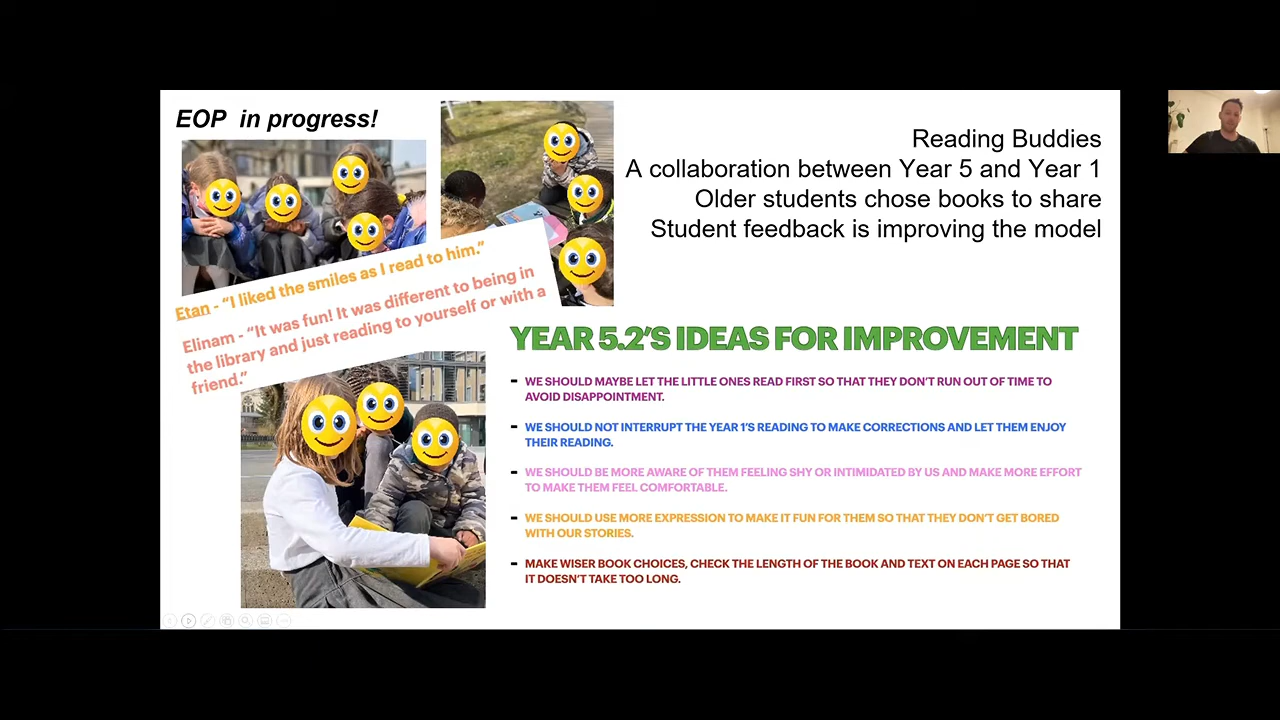 EOP in progress!
Reading Buddies
A collaboration between Year 5 and Year 1
Older students chose books to share
Student feedback is improving the model
Etan - “I liked the smiles as I read to him.”
Elinam - “It was fun! It was different to being in
the library and just reading to yourself or with a
friend.”
YEAR 5.2’S IDEAS FOR IMPROVEMENT
- WE SHOULD MAYBE LET THE LITTLE ONES READ FIRST SO THAT THEY DON’T RUN OUT OF TIME TO
AVOID DISAPPOINTMENT.
- WE SHOULD NOT INTERRUPT THE YEAR 1’S READING TO MAKE CORRECTIONS AND LET THEM ENJOY
THEIR READING.
- WE SHOULD BE MORE AWARE OF THEM FEELING SHY OR INTIMIDATED BY US AND MAKE MORE EFFORT
TO MAKE THEM FEEL COMFORTABLE.
- WE SHOULD USE MORE EXPRESSION TO MAKE IT FUN FOR THEM SO THAT THEY DON’T GET BORED
WITH OUR STORIES.
- MAKE WISER BOOK CHOICES, CHECK THE LENGTH OF THE BOOK AND TEXT ON EACH PAGE SO THAT
IT DOESN’T TAKE TOO LONG.